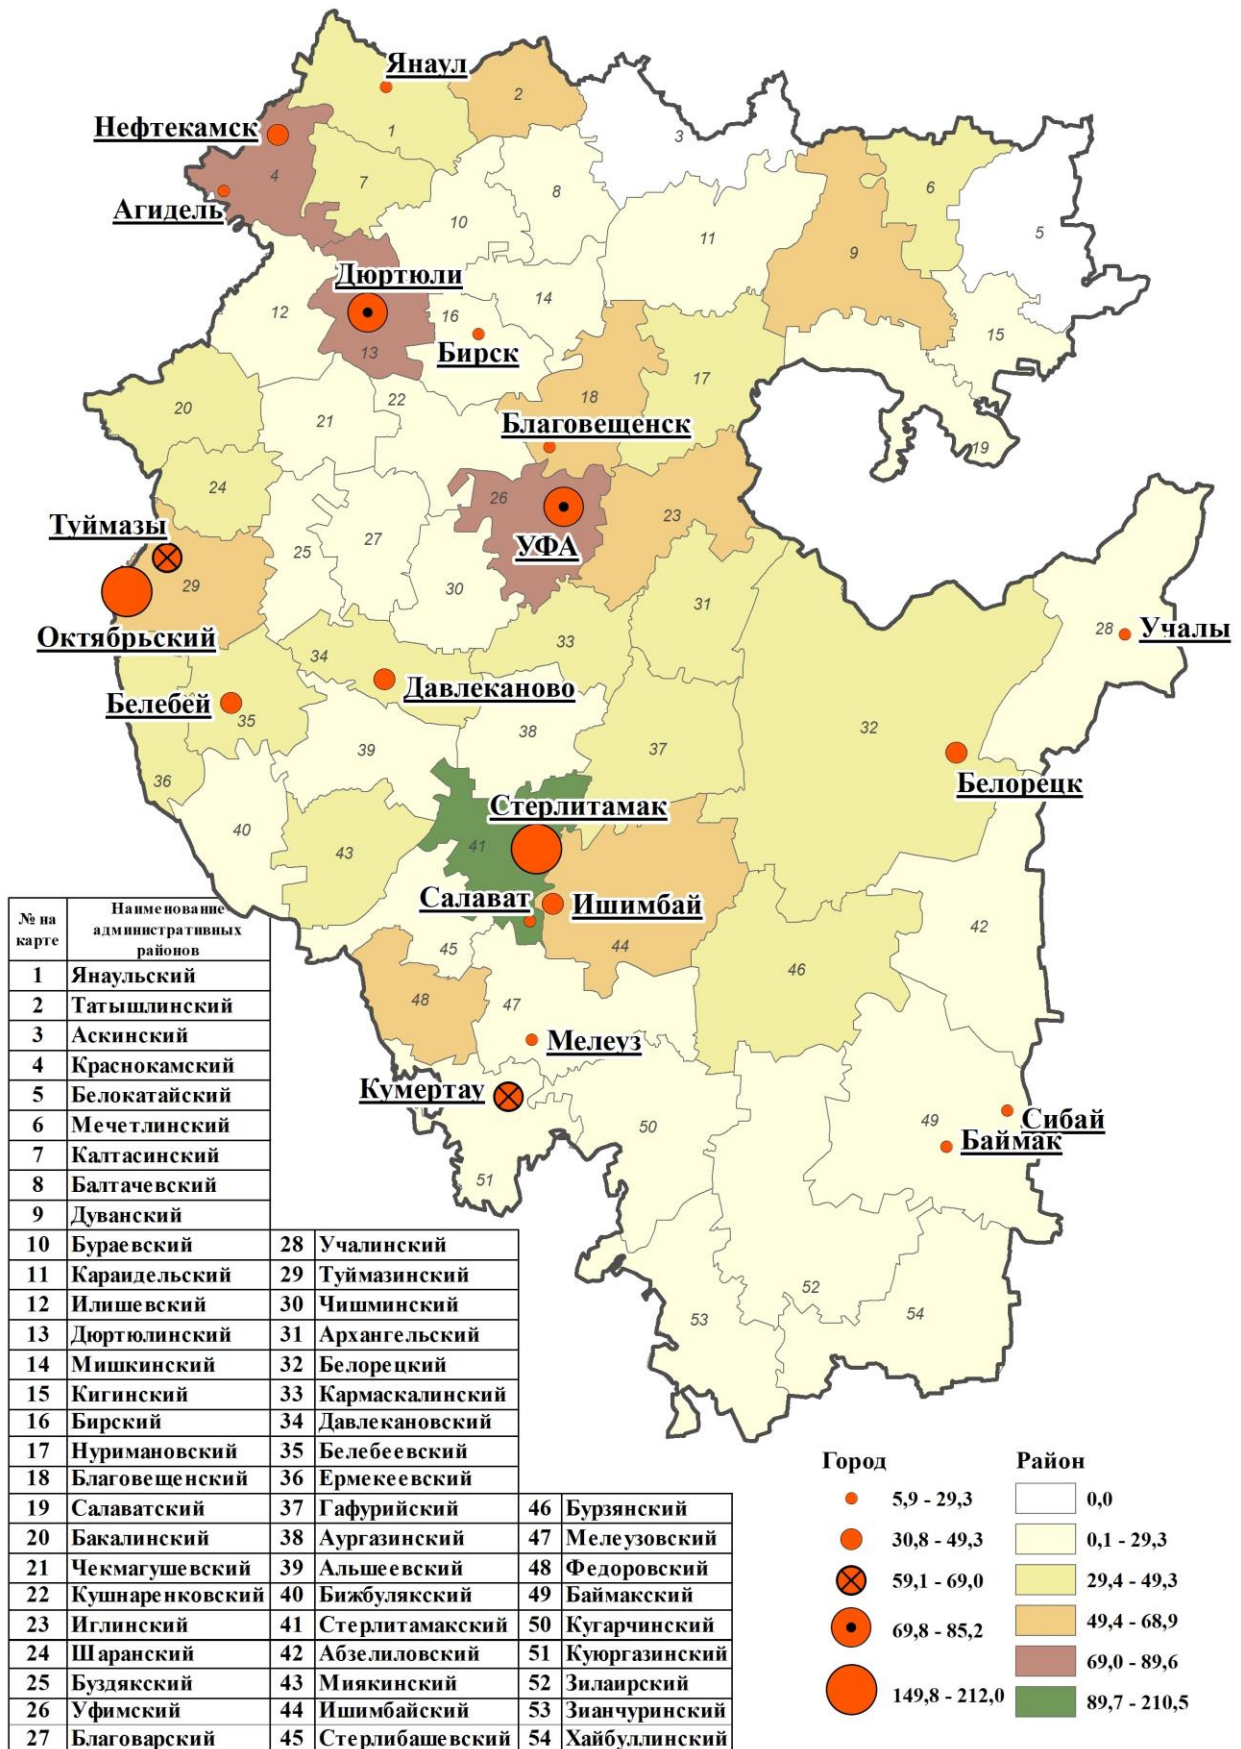 Янаул
2
Нефтекамск
1
3
4
7
6
Агидель
8
10
11
9
5
Дюртюли
12
14
16
15
13
Бирск
17
18
22
20
21
Благовещенск
19
24
26
23
Туймазы
25
27
УФА
29
30
31
Октябрьский
33
28
Учалы
34
Давлеканово
Белебей
35
38
32
39
37
36
Белорецк
40
Стерлитамак
41
43
Салават
Ишимбай
42
45
44
46
48
47
Мелеуз
Кумертау
49
Сибай
50
Баймак
51
52
53
54
№ на карте
Наименование административных районов
1 Янаульский
2 Татышлинский
3 Аскинский
4 Краснокамский
5 Белокатайский
6 Мечетлинский
7 Калтасинский
8 Балтачевский
9 Дуванский
10 Бураевский 28 Учалинский
11 Караидельский 29 Туймазинский
12 Илишевский 30 Чишминский
13 Дюртюлинский 31 Архангельский
14 Мишкинский 32 Белорецкий
15 Кигинский 33 Кармаскалинский
16 Бирский 34 Давлекановский
17 Нуримановский 35 Белебеевский
18 Благовещенский 36 Ермекеевский
19 Салаватский 37 Гафурийский 46 Бурзянский
20 Бакалинский 38 Аургазинский 47 Мелеузовский
21 Чекмагушевский 39 Альшеевский 48 Федоровский
22 Кушнаренковский 40 Бижбулякский 49 Баймакский
23 Иглинский 41 Стерлитамакский 50 Кугарчинский
24 Шаранский 42 Абзелиловский 51 Куюргазинский
25 Буздякский 43 Миякинский 52 Зилаирский
26 Уфимский 44 Ишимбайский 53 Зианчуринский
27 Благоварский 45 Стерлибашевский 54 Хайбуллинский
Город Район
5,9 - 29,3 0,0
30,8 - 49,3 0,1 - 29,3
59,1 - 69,0 29,4 - 49,3
69,8 - 85,2 49,4 - 68,9
149,8 - 212,0 69,0 - 89,6
89,7 - 210,5